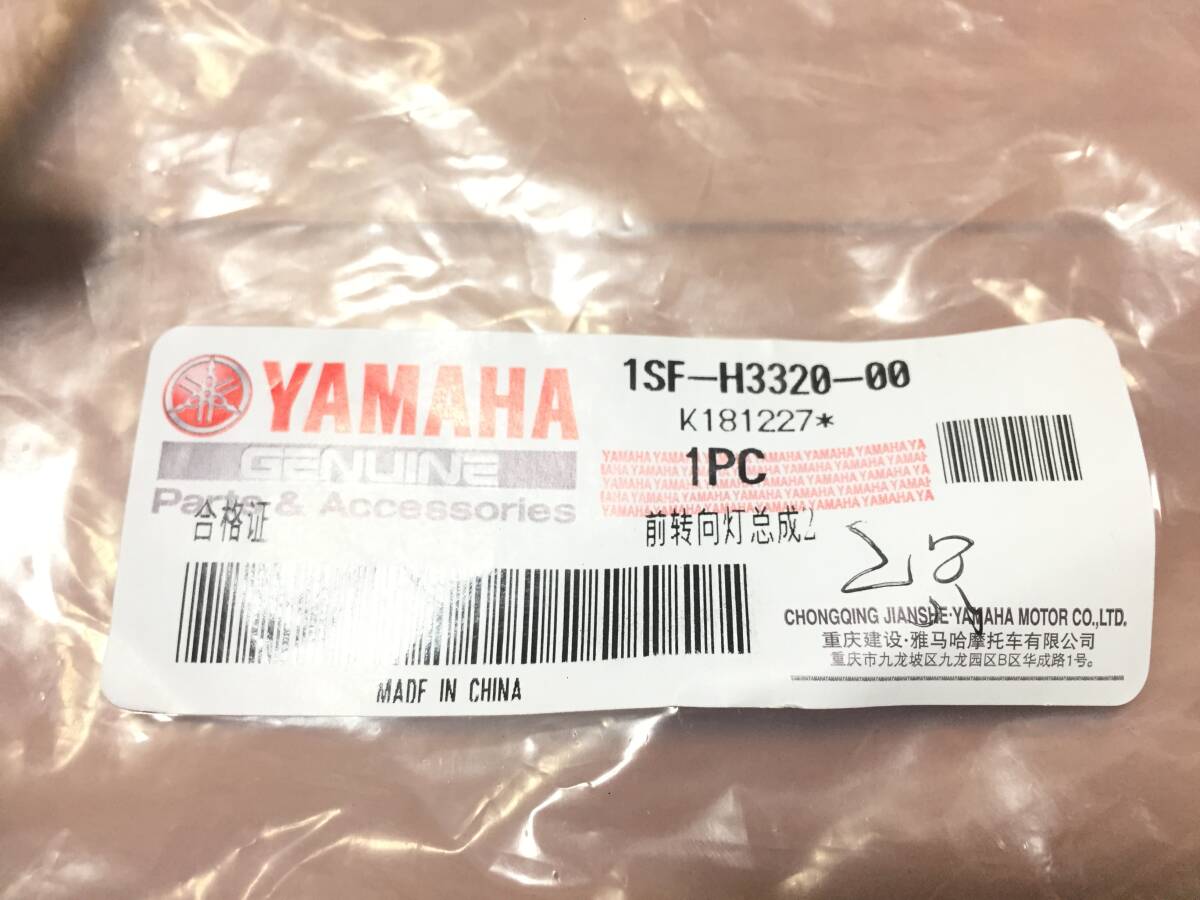 YAMAHA
GENUINE
Parts & Accessories
合格证
1SF-H3320-00
K181227*
1PC
前转向灯总成2
CHONGQING JIANSHE·YAMAHA MOTOR CO.,LTD.
重庆建设·雅马哈摩托车有限公司
重庆市九龙坡区九龙园区B区华成路1号。
MADE IN CHINA